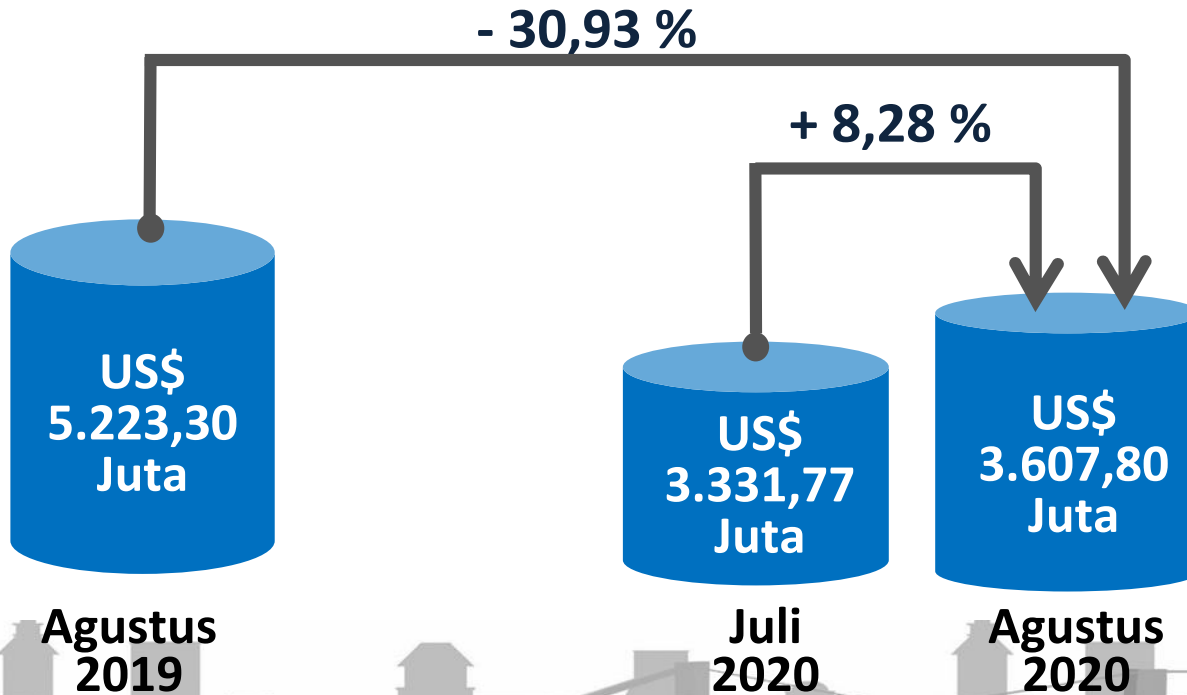 - 30,93 %
+ 8,28 %
US$
5.223,30
Juta
US$
3.331,77
Juta
US$
3.607,80
Juta
Agustus
2019
Juli
2020
Agustus
2020